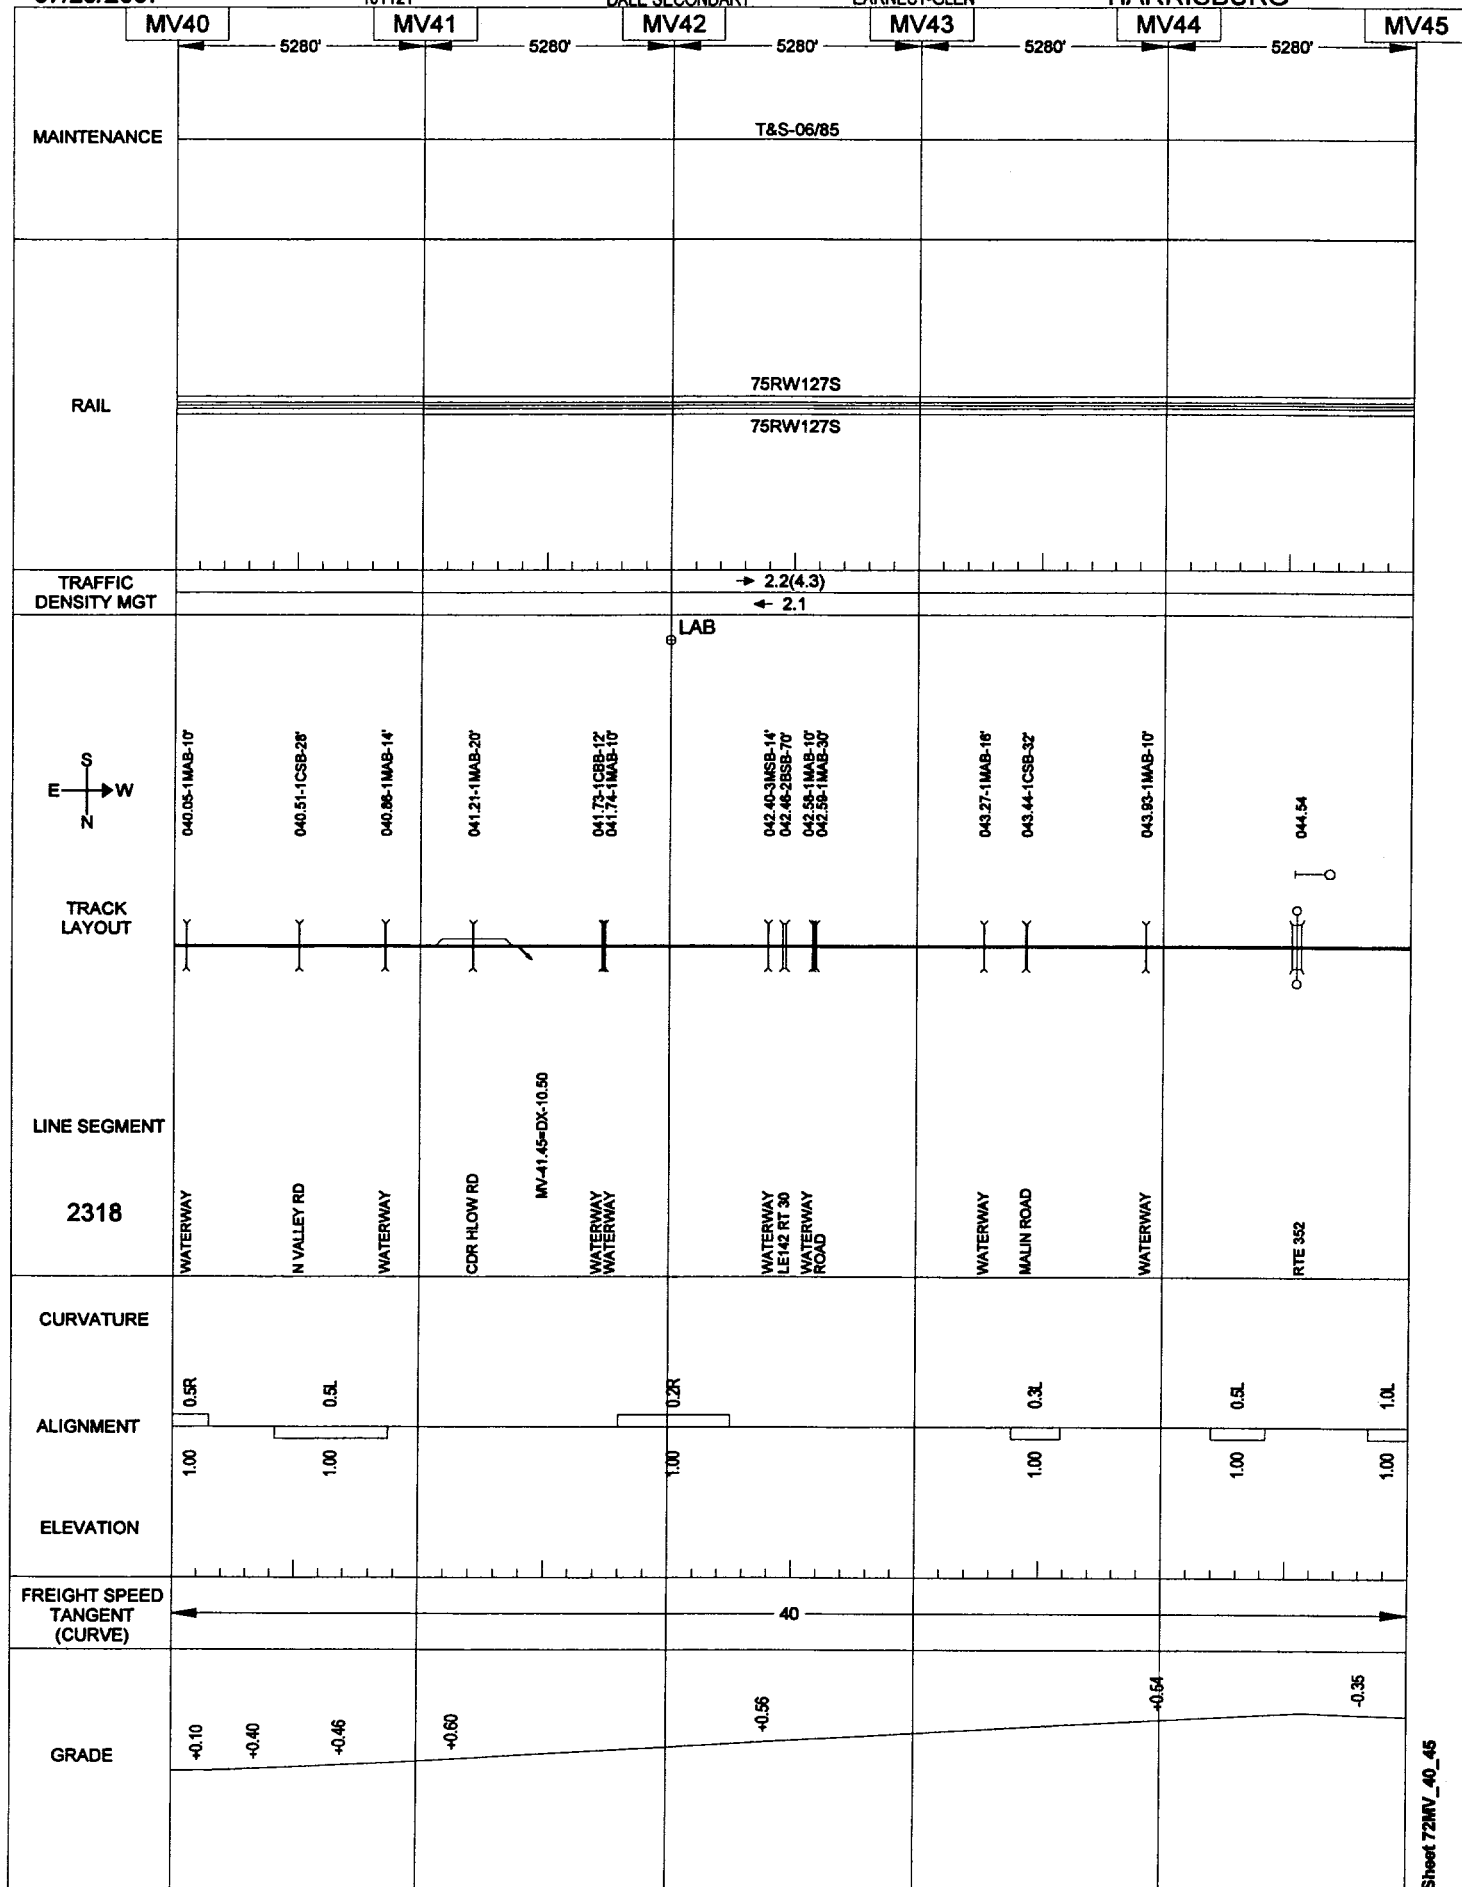 MV40 MV41 MV42 MV43 MV44 MV45
5280' 5280' 5280' 5280' 5280'
MAINTENANCE
T&S-06/85
RAIL
75RW127S
75RW127S
TRAFFIC
DENSITY MGT
2.2(4.3)
2.1
LAB
S
E W
N
040.05-1MAB-10'
040.51-1CSB-28'
040.86-1MAB-14'
041.21-1MAB-20'
041.73-1CBB-12'
041.74-1MAB-10'
042.40-3MSB-14'
042.46-2BSB-70'
042.58-1MAB-10'
042.59-1MAB-30'
043.27-1MAB-16'
043.44-1CSB-32'
043.93-1MAB-10'
044.54
TRACK
LAYOUT
LINE SEGMENT
2318
MV-41.45=DX-10.50
WATERWAY
N VALLEY RD
WATERWAY
CDR HLOW RD
WATERWAY
WATERWAY
WATERWAY
LE142 RT 30
WATERWAY
ROAD
WATERWAY
MALIN ROAD
WATERWAY
RTE 352
CURVATURE
0.5R 0.5L 0.2R 0.3L 0.5L 1.0L
ALIGNMENT
1.00 1.00 1.00 1.00 1.00 1.00
ELEVATION
FREIGHT SPEED
TANGENT
(CURVE)
40
GRADE
+0.10 +0.40 +0.46 +0.60 +0.56 +0.54 -0.35
Sheet 72MV_40_45